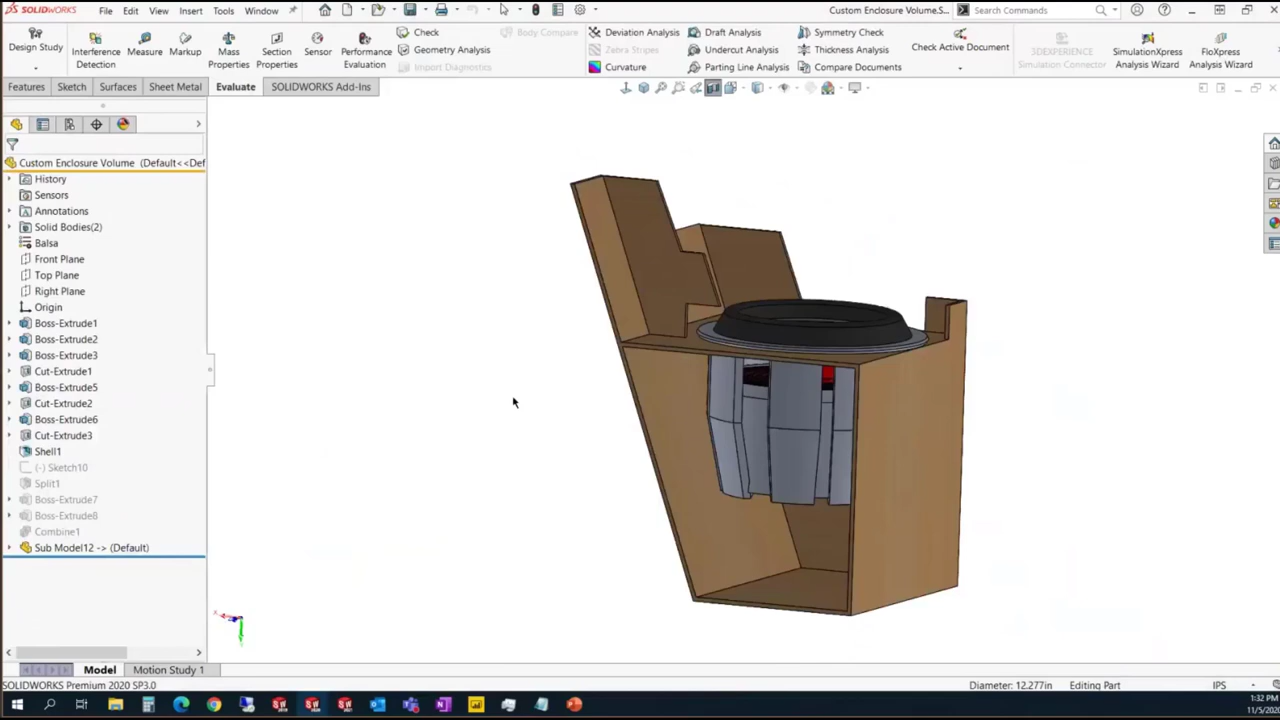 SOLIDWORKS File Edit View Insert Tools Window Custom Enclosure Volume.S... Search Commands
Design Study Interference Detection Measure Markup Mass Properties Section Properties Sensor Performance Evaluation Check Geometry Analysis Import Diagnostics Body Compare Deviation Analysis Zebra Stripes Curvature Draft Analysis Undercut Analysis Parting Line Analysis Symmetry Check Thickness Analysis Compare Documents Check Active Document 3DEXPERIENCE Simulation Connector SimulationXpress Analysis Wizard FloXpress Analysis Wizard
Features Sketch Surfaces Sheet Metal Evaluate SOLIDWORKS Add-Ins
Custom Enclosure Volume (Default<<Def
History
Sensors
Annotations
Solid Bodies(2)
Balsa
Front Plane
Top Plane
Right Plane
Origin
Boss-Extrude1
Boss-Extrude2
Boss-Extrude3
Cut-Extrude1
Boss-Extrude5
Cut-Extrude2
Boss-Extrude6
Cut-Extrude3
Shell1
(-) Sketch10
Split1
Boss-Extrude7
Boss-Extrude8
Combine1
Sub Model12 -> (Default)
Model Motion Study 1
SOLIDWORKS Premium 2020 SP3.0 Diameter: 12.277in Editing Part IPS
1:32 PM
11/5/2020